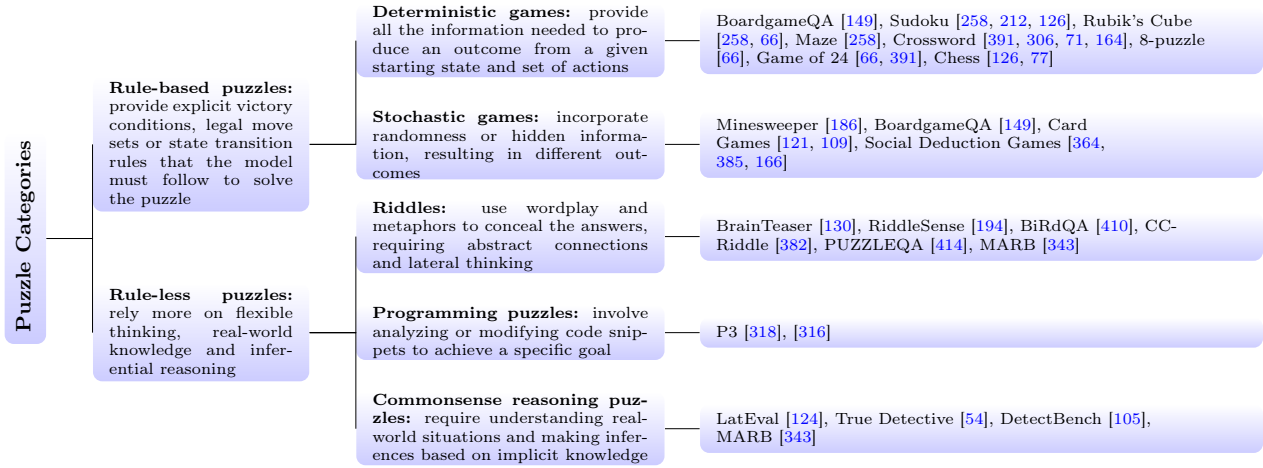 Puzzle Categories
Rule-based puzzles:
provide explicit victory
conditions, legal move
sets or state transition
rules that the model
must follow to solve
the puzzle
Deterministic games: provide
all the information needed to
pro-
duce an outcome from a given
starting state and set of actions
BoardgameQA [149], Sudoku [258, 212, 126], Rubik's Cube
[258, 66], Maze [258], Crossword [391, 306, 71, 164], 8-puzzle
[66], Game of 24 [66, 391], Chess [126, 77]
Stochastic games: incorporate
randomness or hidden informa-
tion, resulting in different out-
comes
Minesweeper [186], BoardgameQA [149], Card
Games [121, 109], Social Deduction Games [364,
385, 166]
Rule-less puzzles:
rely more on flexible
thinking, real-world
knowledge and infer-
ential reasoning
Riddles: use wordplay and
metaphors to conceal the answers,
requiring abstract connections
and lateral thinking
BrainTeaser [130], RiddleSense [194], BiRdQA [410], CC-
Riddle [382], PUZZLEQA [414], MARB [343]
Programming puzzles: involve
analyzing or modifying code snip-
pets to achieve a specific goal
P3 [318], [316]
Commonsense reasoning puz-
zles: require understanding real-
world situations and making infer-
ences based on implicit knowledge
LatEval [124], True Detective [54], DetectBench [105],
MARB [343]